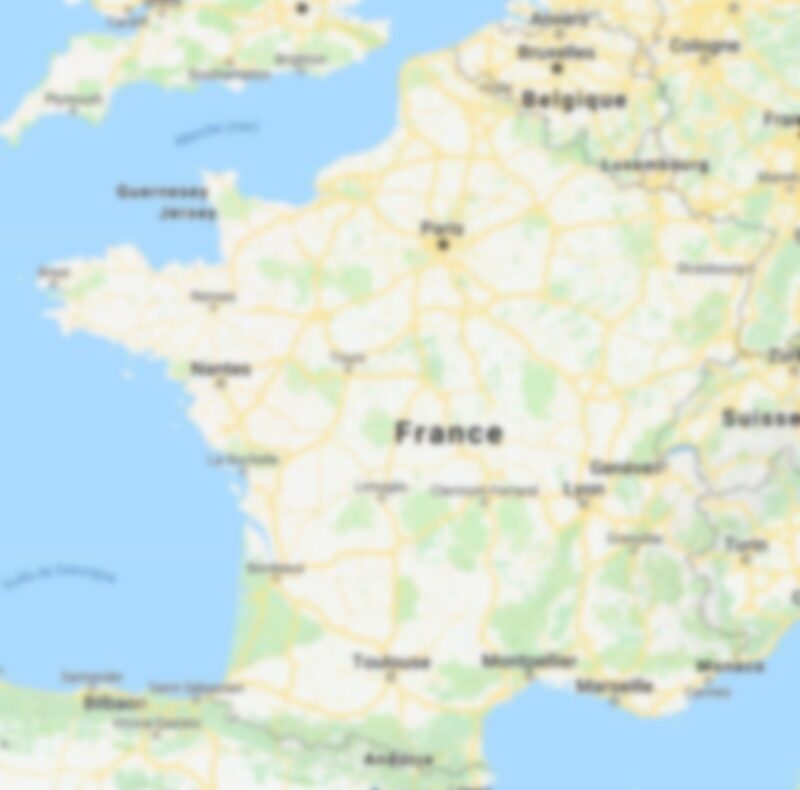 Anvers
Bruxelles
Cologne
Southampton
Brighton
Plymouth
Belgique
Manche (mer)
Luxembourg
Guernesey
Jersey
Paris
Strasbourg
Brest
Rennes
Tours
Nantes
France
Suisse
La Rochelle
Genève
Limoges
Clermont-Ferrand
Lyon
Grenoble
Turin
Golfe de Gascogne
Bordeaux
Toulouse
Montpellier
Monaco
Marseille
Cannes
Santander
Saint-Sébastien
Bilbao
Vitoria-Gasteiz
Andorre